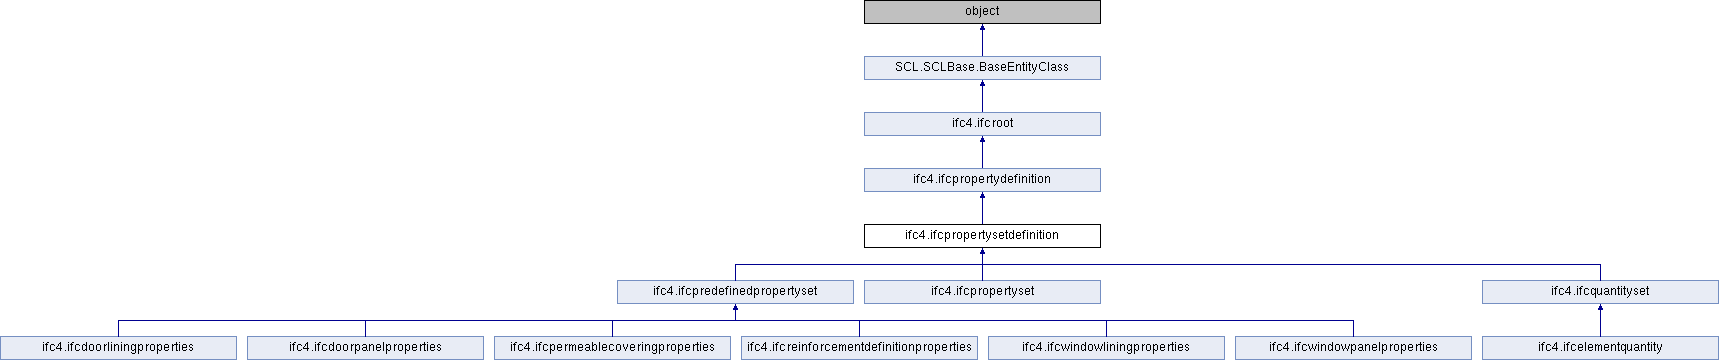 object
SCL.SCLBase.BaseEntityClass
ifc4.ifcroot
ifc4.ifcpropertydefinition
ifc4.ifcpropertysetdefinition
ifc4.ifcpredefinedpropertyset
ifc4.ifcpropertyset
ifc4.ifcquantityset
ifc4.ifcdoorliningproperties
ifc4.ifcdoorpanelproperties
ifc4.ifcpermeablecoveringproperties
ifc4.ifcreinforcementdefinitionproperties
ifc4.ifcwindowliningproperties
ifc4.ifcwindowpanelproperties
ifc4.ifcelementquantity